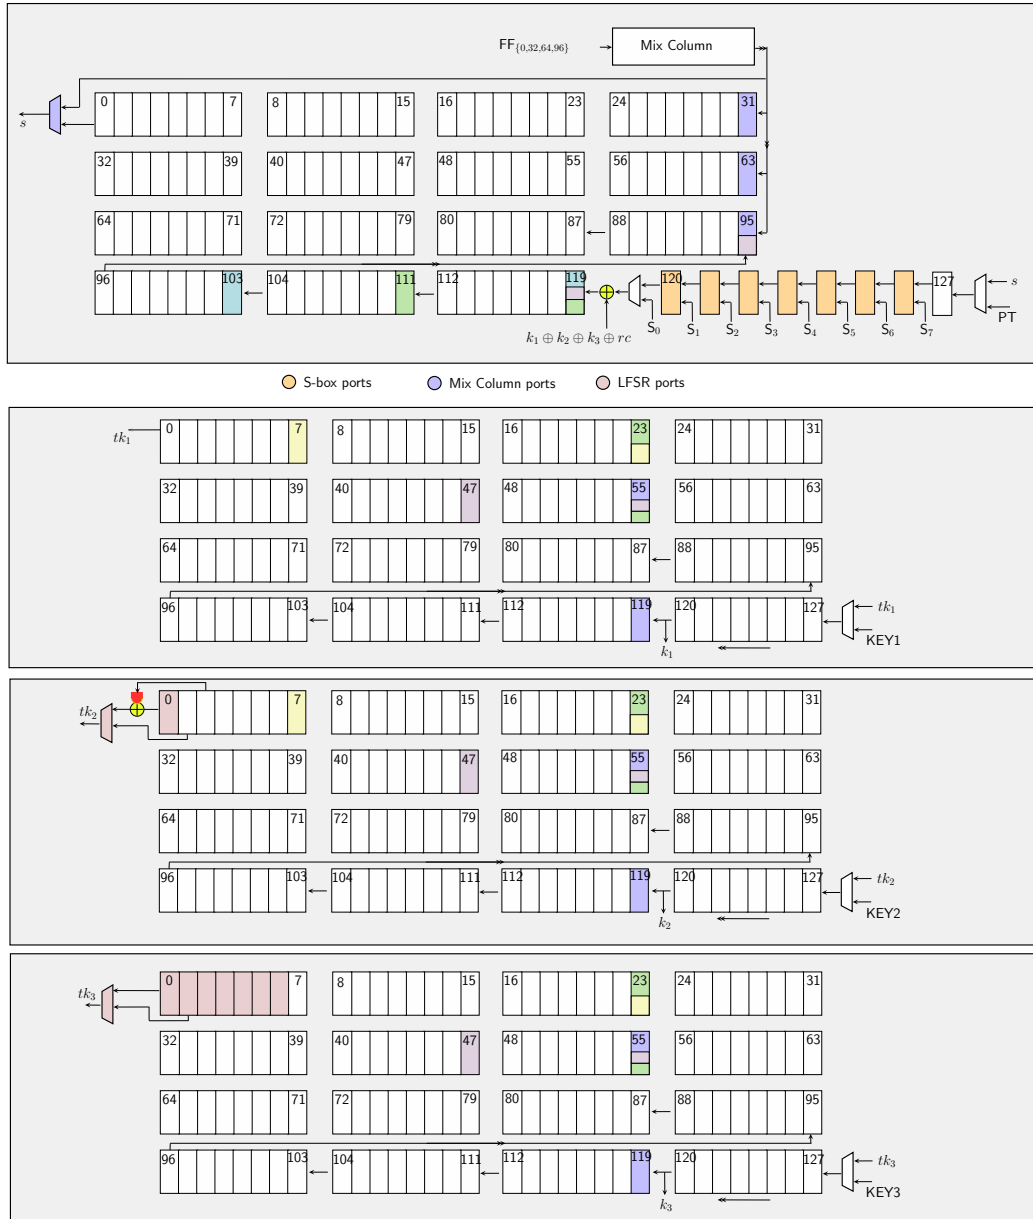 FF{0,32,64,96} Mix Column
0 7 8 15 16 23 24 31
s
32 39 40 47 48 55 56 63
64 71 72 79 80 87 88 95
96 103 104 111 112 119 120 127 s
S0 S1 S2 S3 S4 S5 S6 S7 PT
k1 ⊕ k2 ⊕ k3 ⊕ rc
S-box ports Mix Column ports LFSR ports
tk1 0 7 8 15 16 23 24 31
32 39 40 47 48 55 56 63
64 71 72 79 80 87 88 95
96 103 104 111 112 119 120 127 tk1
k1 KEY1
tk2 0 7 8 15 16 23 24 31
32 39 40 47 48 55 56 63
64 71 72 79 80 87 88 95
96 103 104 111 112 119 120 127 tk2
k2 KEY2
tk3 0 7 8 15 16 23 24 31
32 39 40 47 48 55 56 63
64 71 72 79 80 87 88 95
96 103 104 111 112 119 120 127 tk3
k3 KEY3